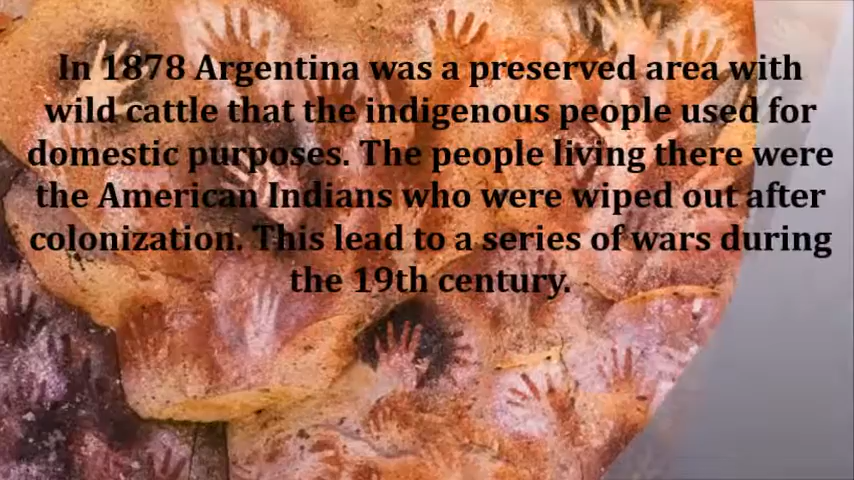 In 1878 Argentina was a preserved area with
wild cattle that the indigenous people used for
domestic purposes. The people living there were
the American Indians who were wiped out after
colonization. This lead to a series of wars during
the 19th century.